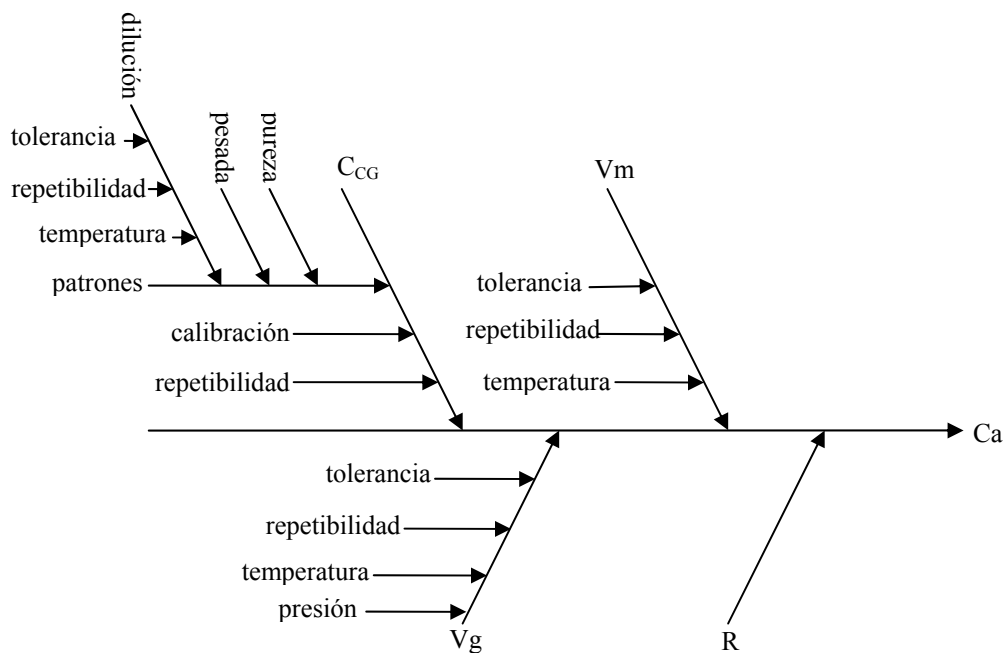 dilución
tolerancia
repetibilidad
temperatura
patrones
pesada
pureza
C_CG
calibración
repetibilidad
Vm
tolerancia
repetibilidad
temperatura
Ca
tolerancia
repetibilidad
temperatura
presión
Vg
R